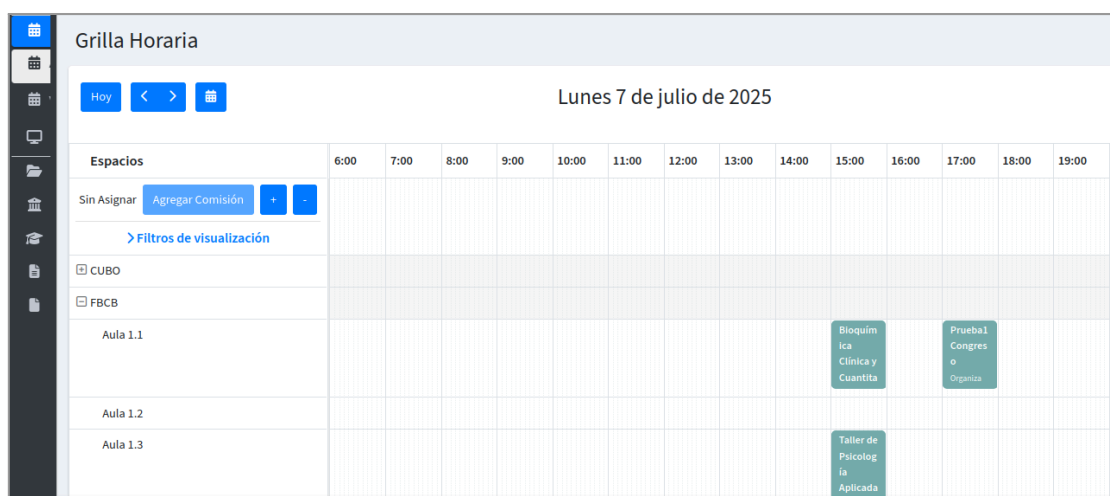 Grilla Horaria
Hoy
Lunes 7 de julio de 2025
Espacios 6:00 7:00 8:00 9:00 10:00 11:00 12:00 13:00 14:00 15:00 16:00 17:00 18:00 19:00
Sin Asignar Agregar Comisión + -
Filtros de visualización
CUBO
FBCB
Aula 1.1
Bioquím
ica
Clínica y
Cuantita
Prueba1
Congres
o
Organiza
Aula 1.2
Aula 1.3
Taller de
Psicolog
ía
Aplicada